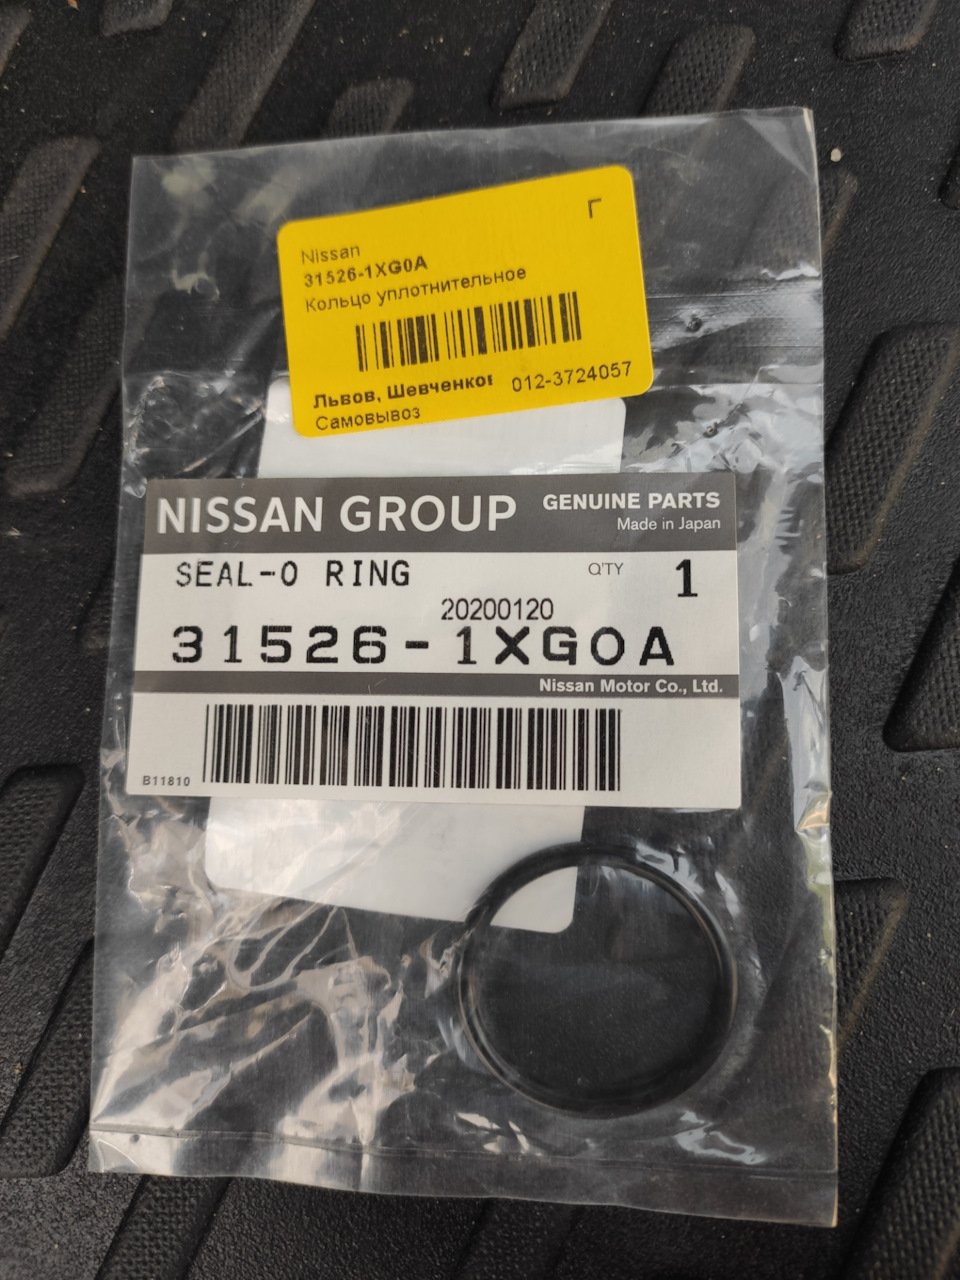 Nissan
31526-1XG0A
Кольцо уплотнительное
Львов, Шевченко 012-3724057
Самовывоз
NISSAN GROUP GENUINE PARTS
Made in Japan
SEAL-O RING Q'TY 1
20200120
31526-1XG0A
Nissan Motor Co., Ltd.
B11810